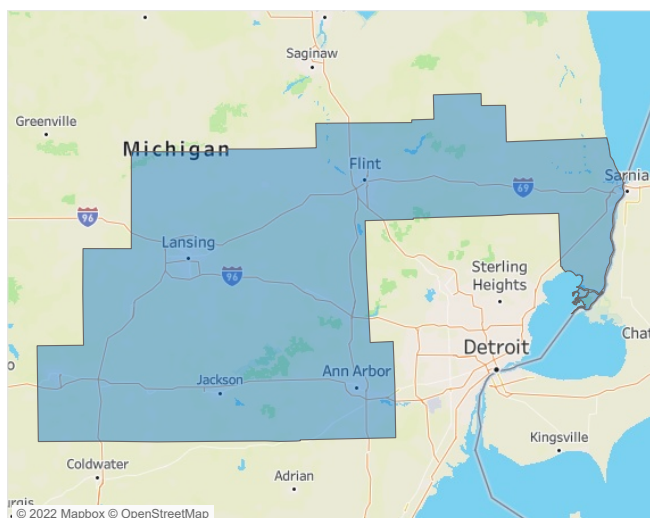 Saginaw
Greenville
Michigan
Flint
Sarnia
69
96
Lansing
96
Sterling
Heights
Chat
Detroit
Jackson
Ann Arbor
Kingsville
Coldwater
Adrian
urgis
© 2022 Mapbox © OpenStreetMap